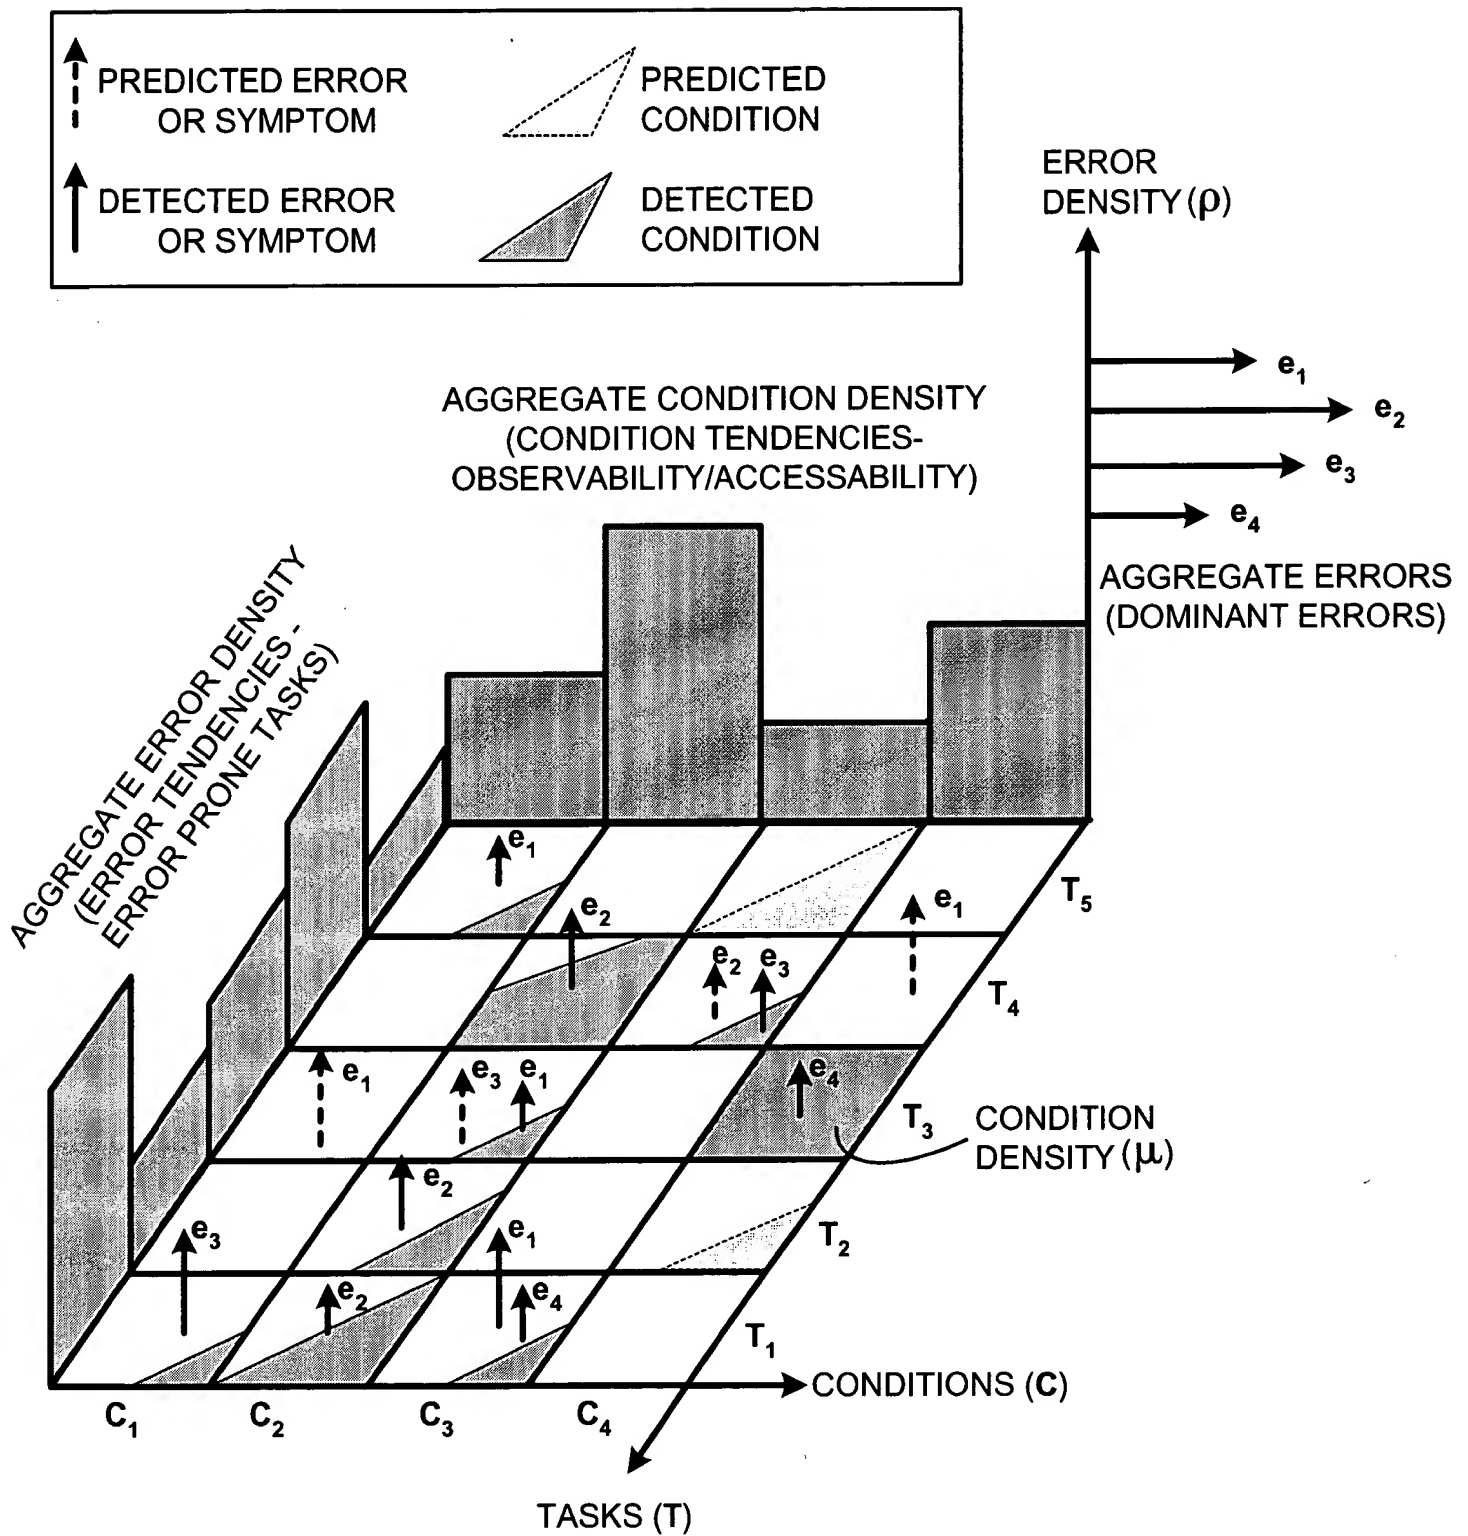 PREDICTED ERROR
OR SYMPTOM
PREDICTED
CONDITION
DETECTED ERROR
OR SYMPTOM
DETECTED
CONDITION
ERROR
DENSITY (ρ)
e1
e2
e3
e4
AGGREGATE ERRORS
(DOMINANT ERRORS)
AGGREGATE CONDITION DENSITY
(CONDITION TENDENCIES-
OBSERVABILITY/ACCESSABILITY)
AGGREGATE ERROR DENSITY
(ERROR TENDENCIES -
ERROR PRONE TASKS)
e1
T5
e2
e1
e2
e3
T4
e1
e3
e1
e4
T3
CONDITION
DENSITY (μ)
e2
T2
e3
e1
e2
e4
T1
CONDITIONS (C)
C1
C2
C3
C4
TASKS (T)